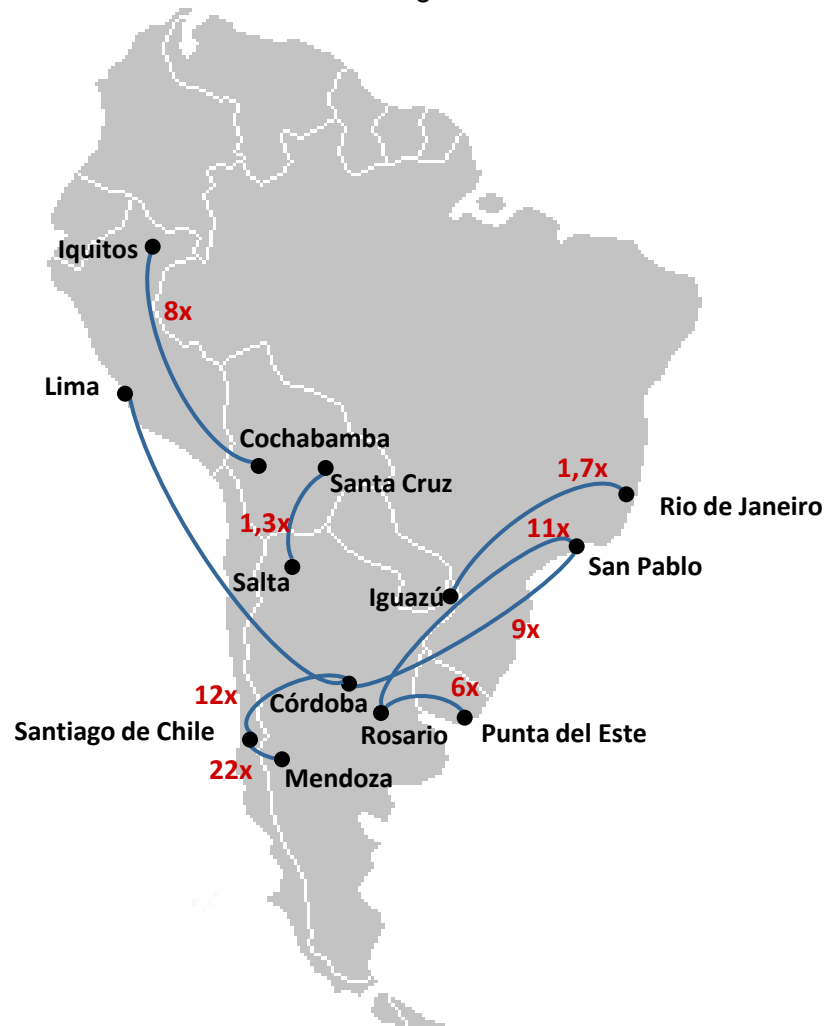 Iquitos
8x
Lima
Cochabamba
Santa Cruz
1,7x
Rio de Janeiro
1,3x
11x
San Pablo
Salta
Iguazú
9x
6x
12x
Córdoba
Santiago de Chile
Rosario
Punta del Este
22x
Mendoza